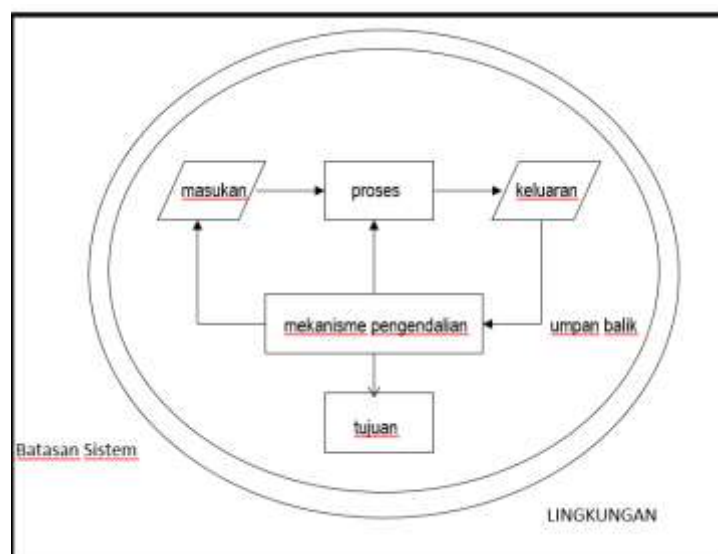 masukan
proses
keluaran
mekanisme pengendalian
umpan balik
tujuan
Batasan Sistem
LINGKUNGAN